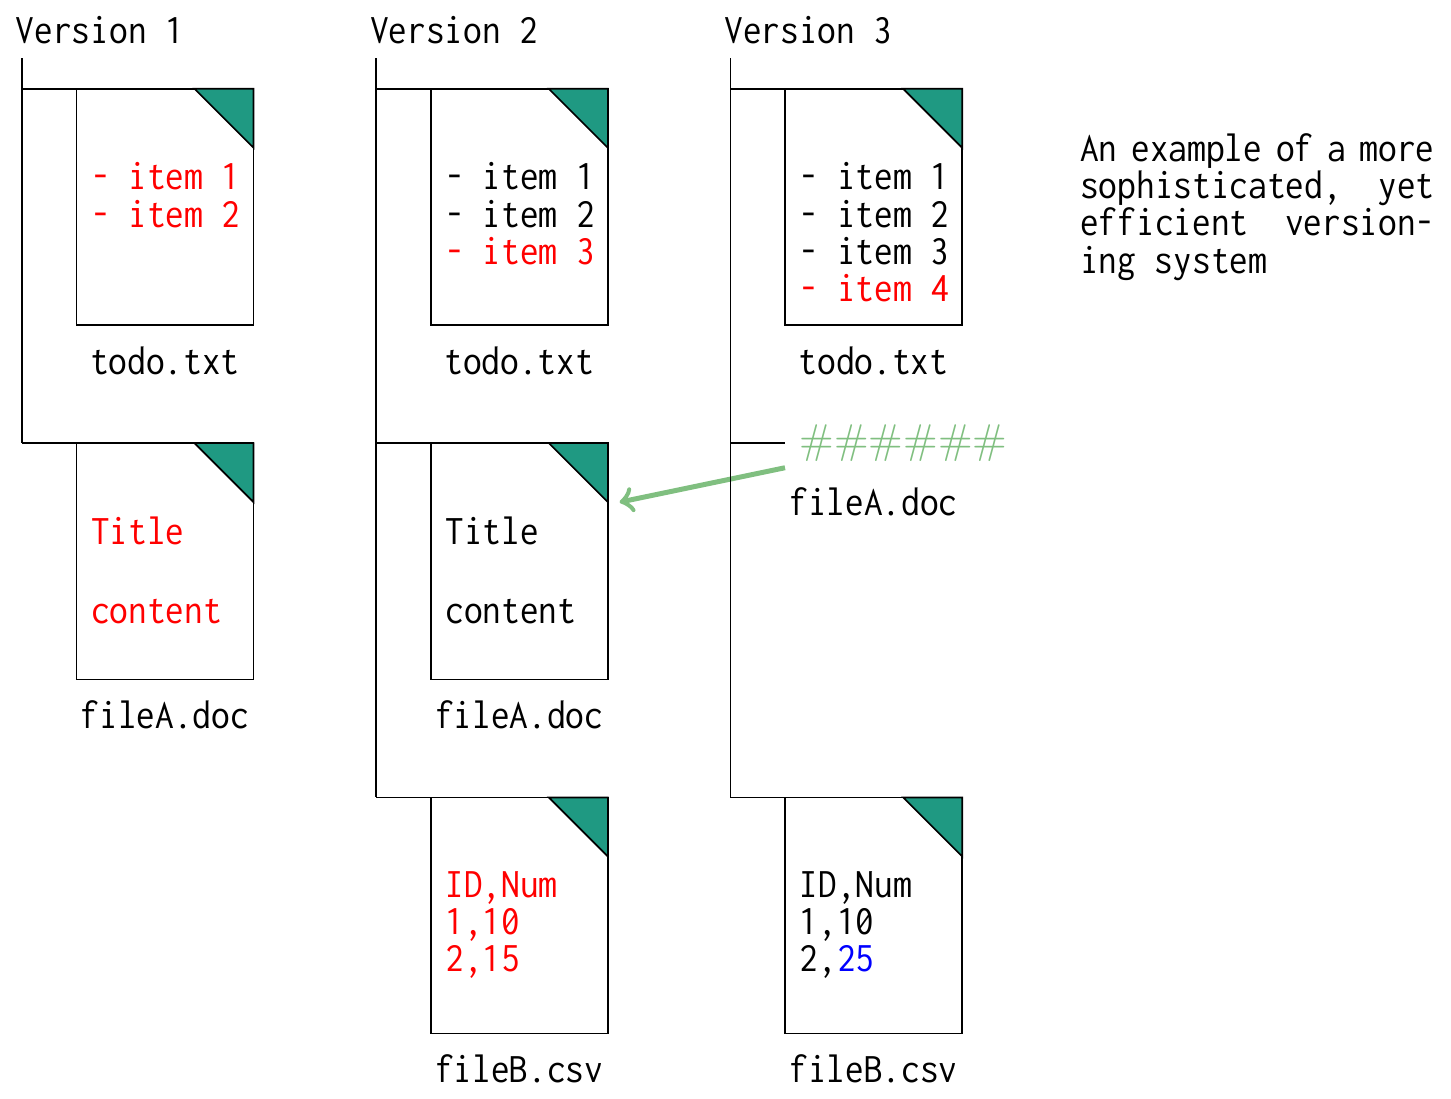 Version 1
- item 1
- item 2
todo.txt
Title
content
fileA.doc
Version 2
- item 1
- item 2
- item 3
todo.txt
Title
content
fileA.doc
ID,Num
1,10
2,15
fileB.csv
Version 3
- item 1
- item 2
- item 3
- item 4
todo.txt
######
fileA.doc
ID,Num
1,10
2,25
fileB.csv
An example of a more
sophisticated, yet
efficient version-
ing system